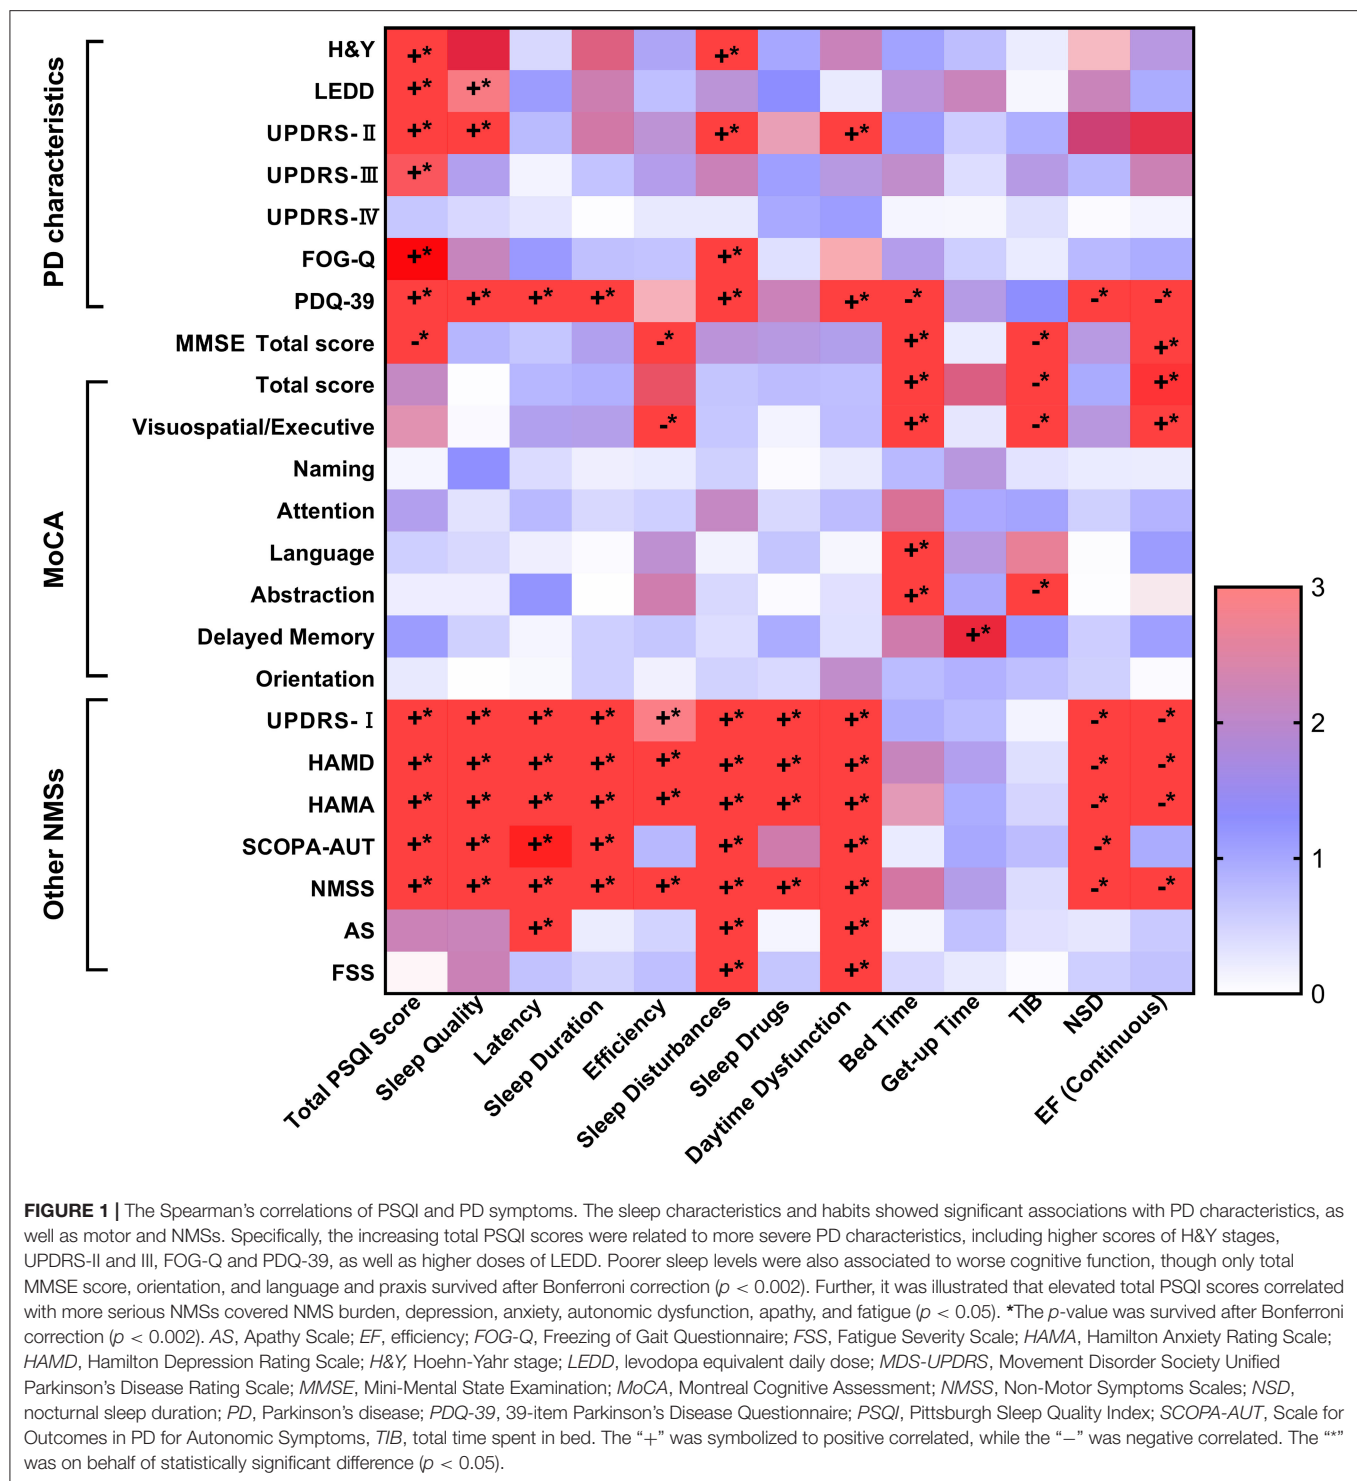 PD characteristics
MoCA
Other NMSs
H&Y +* +*
LEDD +* +*
UPDRS-Ⅱ +* +* +* +*
UPDRS-Ⅲ +*
UPDRS-Ⅳ
FOG-Q +* +*
PDQ-39 +* +* +* +* +* +* -* -* -*
MMSE Total score -* -* +* -* +*
Total score +* -* +*
Visuospatial/Executive -* +* -* +*
Naming
Attention
Language +*
Abstraction +* -*
Delayed Memory +*
Orientation
UPDRS-Ⅰ +* +* +* +* +* +* +* +* -* -*
HAMD +* +* +* +* +* +* +* +* -* -*
HAMA +* +* +* +* +* +* +* +* -* -*
SCOPA-AUT +* +* +* +* +* +* -*
NMSS +* +* +* +* +* +* +* +* -* -*
AS +* +* +*
FSS +* +*
Total PSQI Score
Sleep Quality
Latency
Sleep Duration
Efficiency
Sleep Disturbances
Sleep Drugs
Daytime Dysfunction
Bed Time
Get-up Time
TIB
NSD
EF (Continuous)
3
2
1
0
FIGURE 1 | The Spearman's correlations of PSQI and PD symptoms. The sleep characteristics and habits showed significant associations with PD characteristics, as
well as motor and NMSs. Specifically, the increasing total PSQI scores were related to more severe PD characteristics, including higher scores of H&Y stages,
UPDRS-II and III, FOG-Q and PDQ-39, as well as higher doses of LEDD. Poorer sleep levels were also associated to worse cognitive function, though only total
MMSE score, orientation, and language and praxis survived after Bonferroni correction (p < 0.002). Further, it was illustrated that elevated total PSQI scores correlated
with more serious NMSs covered NMS burden, depression, anxiety, autonomic dysfunction, apathy, and fatigue (p < 0.05). *The p-value was survived after Bonferroni
correction (p < 0.002). AS, Apathy Scale; EF, efficiency; FOG-Q, Freezing of Gait Questionnaire; FSS, Fatigue Severity Scale; HAMA, Hamilton Anxiety Rating Scale;
HAMD, Hamilton Depression Rating Scale; H&Y, Hoehn-Yahr stage; LEDD, levodopa equivalent daily dose; MDS-UPDRS, Movement Disorder Society Unified
Parkinson's Disease Rating Scale; MMSE, Mini-Mental State Examination; MoCA, Montreal Cognitive Assessment; NMSS, Non-Motor Symptoms Scales; NSD,
nocturnal sleep duration; PD, Parkinson's disease; PDQ-39, 39-item Parkinson's Disease Questionnaire; PSQI, Pittsburgh Sleep Quality Index; SCOPA-AUT, Scale for
Outcomes in PD for Autonomic Symptoms, TIB, total time spent in bed. The “+” was symbolized to positive correlated, while the “−” was negative correlated. The “*”
was on behalf of statistically significant difference (p < 0.05).